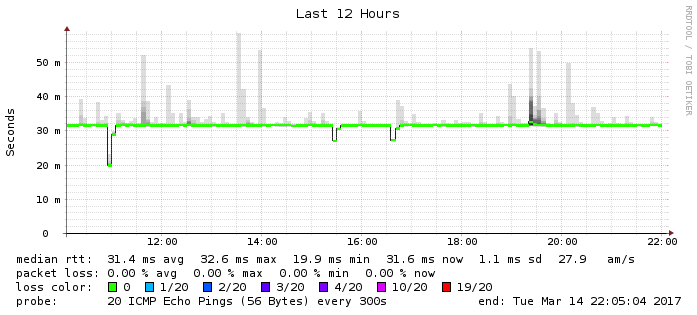 Last 12 Hours
RRDTOOL / TOBI OETIKER
Seconds
50 m
40 m
30 m
20 m
10 m
0
12:00 14:00 16:00 18:00 20:00 22:00
median rtt: 31.4 ms avg 32.6 ms max 19.9 ms min 31.6 ms now 1.1 ms sd 27.9 am/s
packet loss: 0.00 % avg 0.00 % max 0.00 % min 0.00 % now
loss color: 0 1/20 2/20 3/20 4/20 10/20 19/20
probe: 20 ICMP Echo Pings (56 Bytes) every 300s end: Tue Mar 14 22:05:04 2017